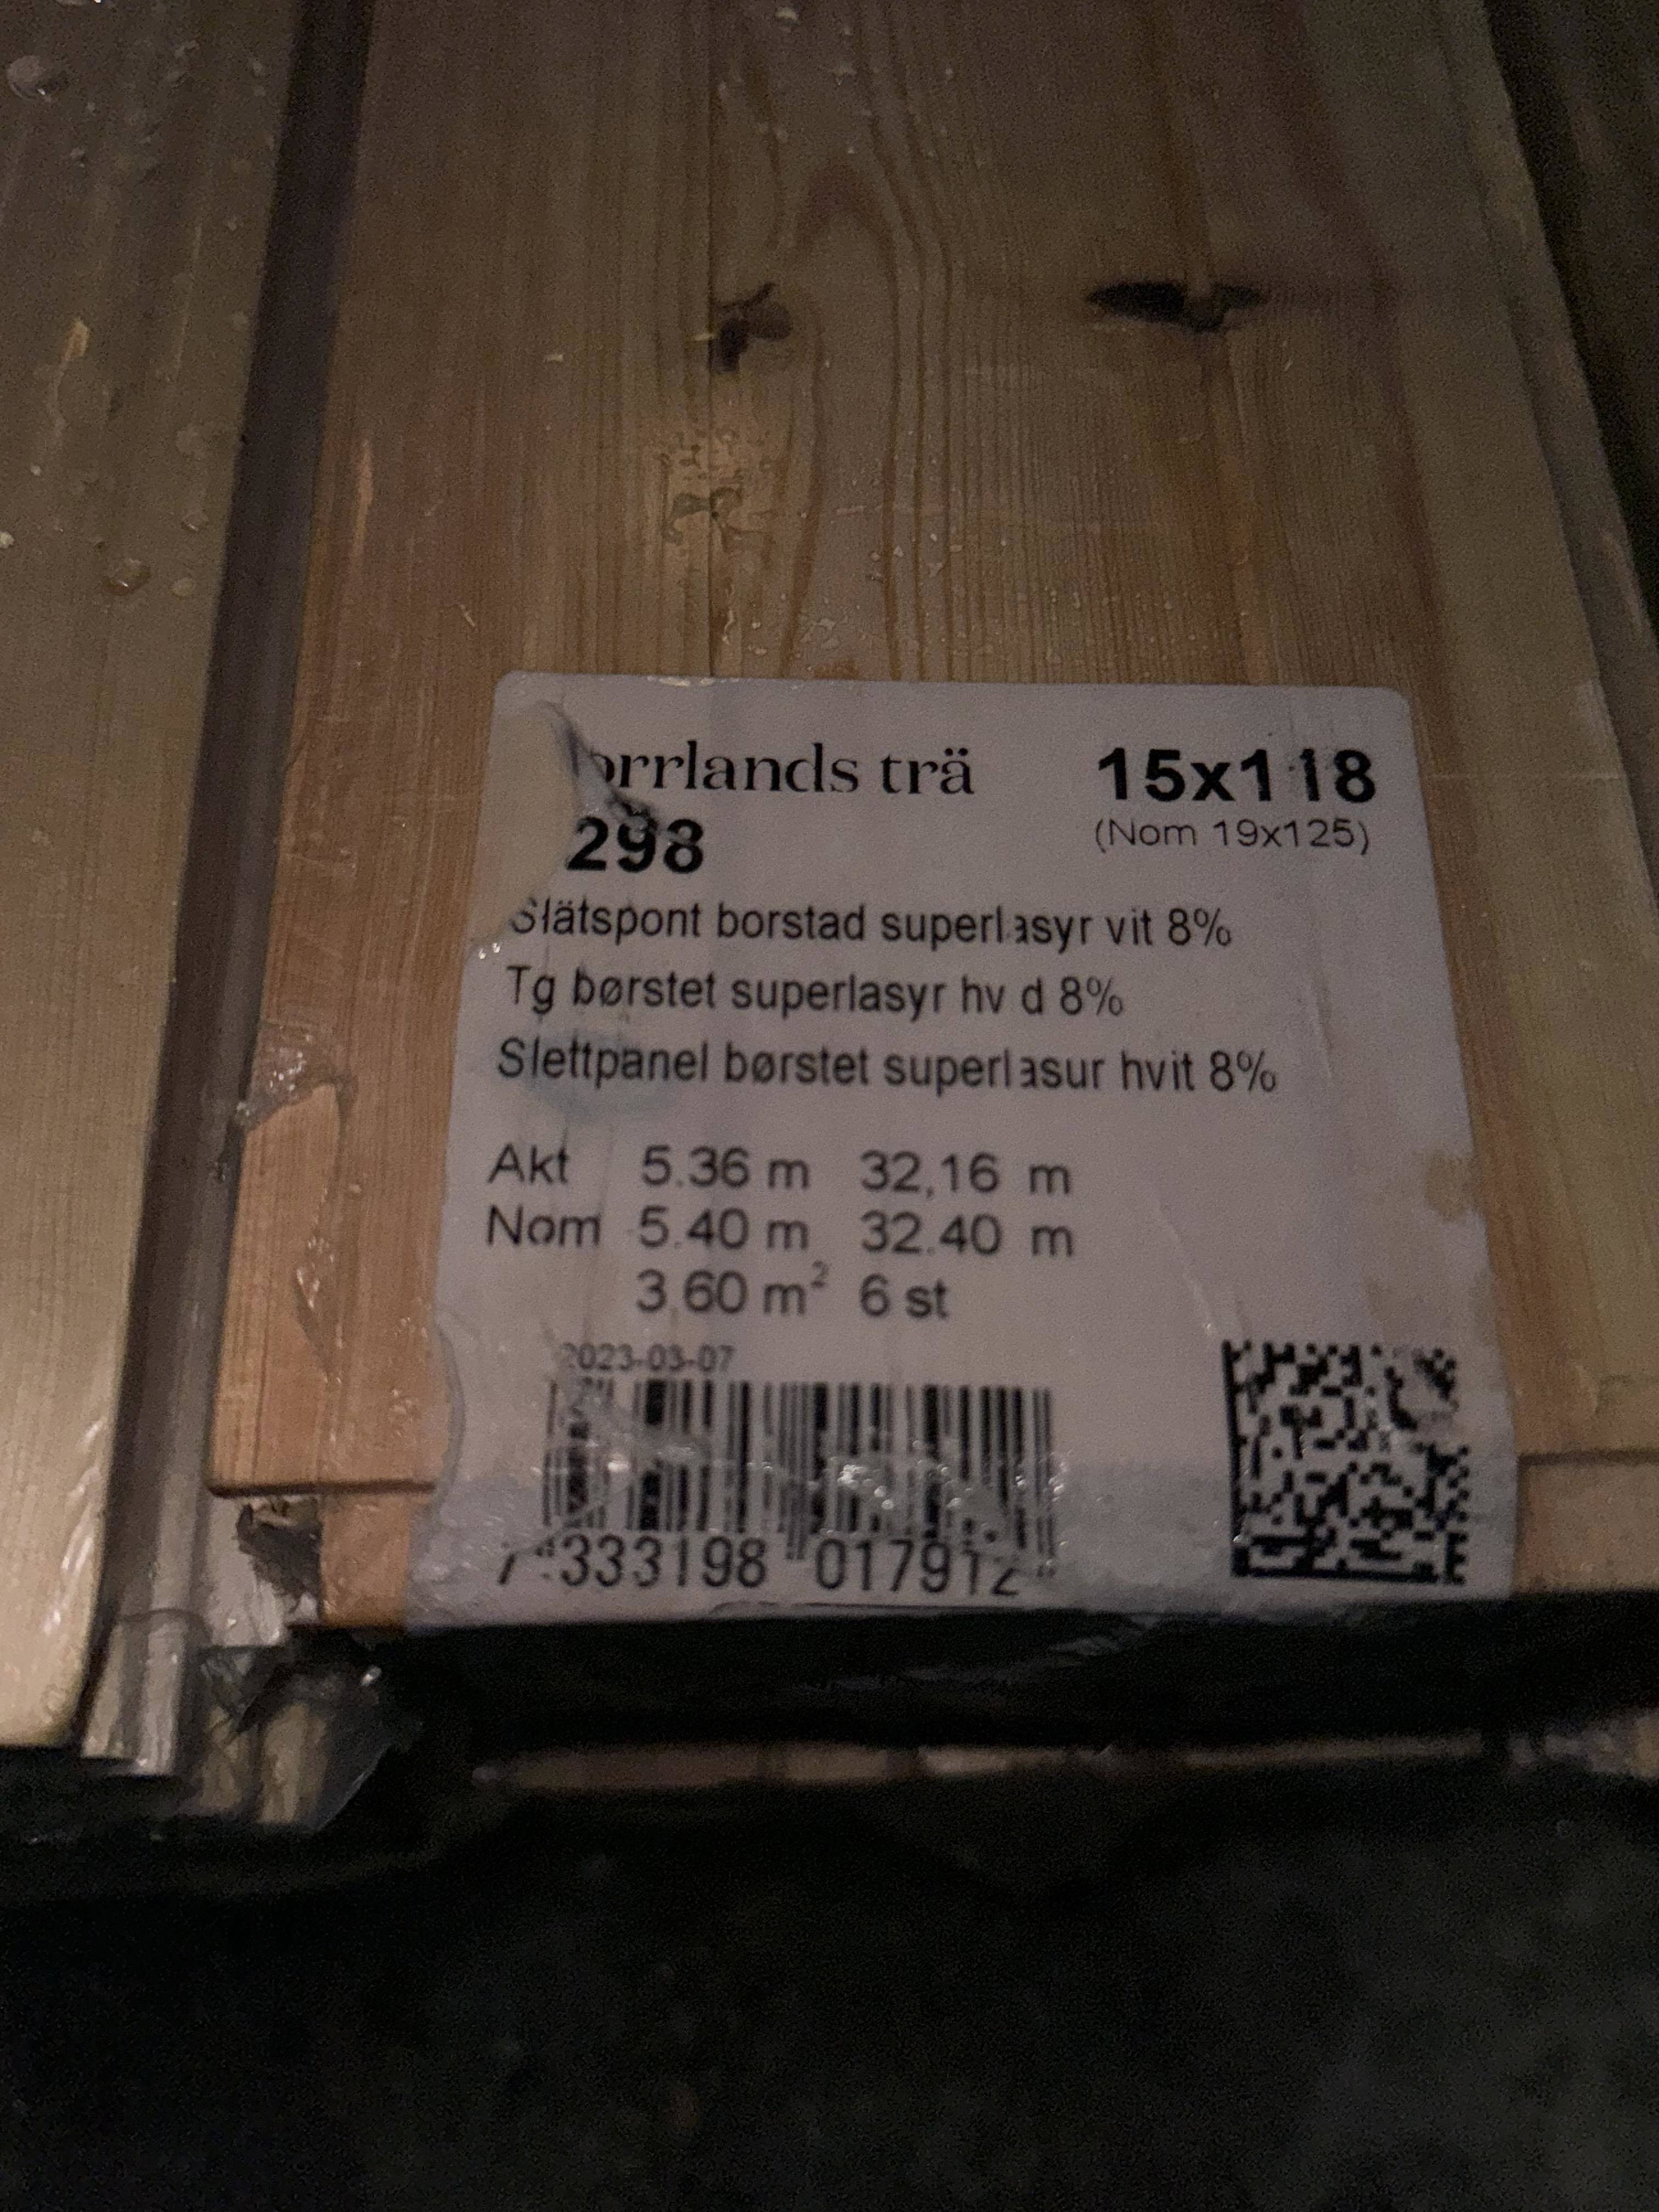 orrlands trä
15x118
298
(Nom 19x125)
Slätspont borstad superlasyr vit 8%
Tg børstet superlasyr hv d 8%
Slettpanel børstet superlasur hvit 8%
Akt 5.36 m 32,16 m
Nom 5.40 m 32.40 m
3.60 m² 6 st
2023-03-07
7 333198 017912